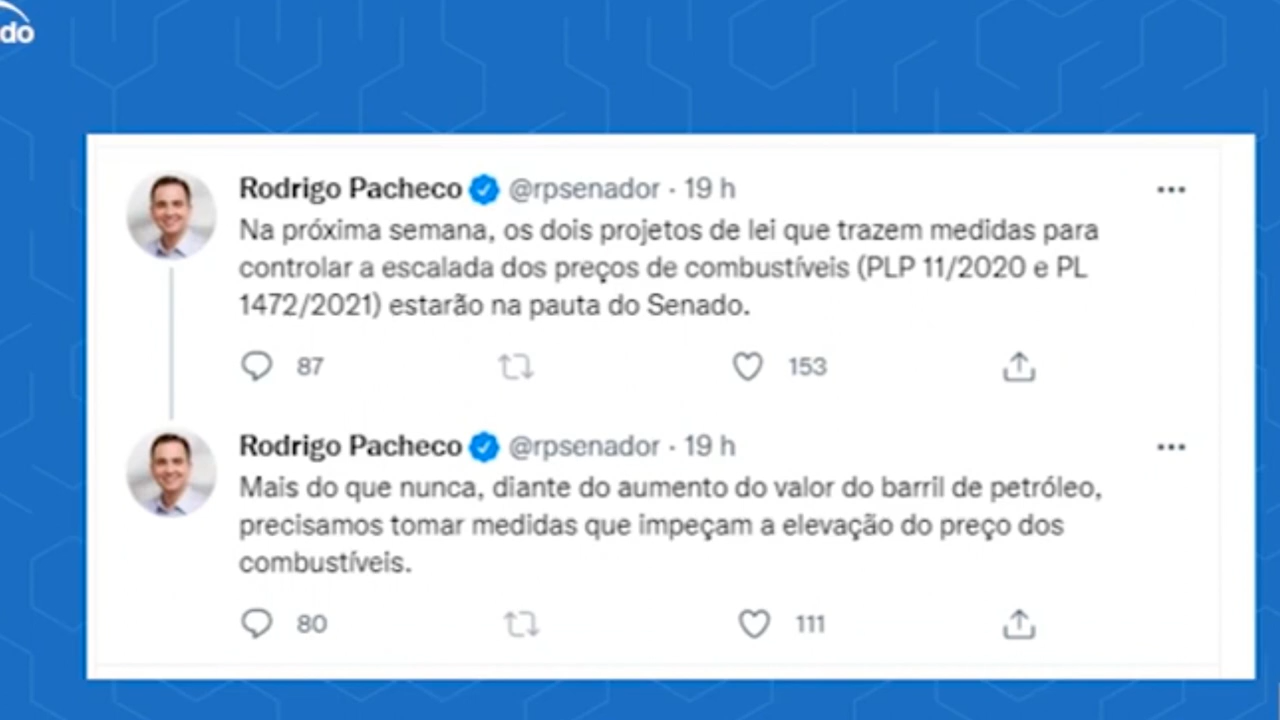 do
Rodrigo Pacheco @rpsenador · 19 h
Na próxima semana, os dois projetos de lei que trazem medidas para
controlar a escalada dos preços de combustíveis (PLP 11/2020 e PL
1472/2021) estarão na pauta do Senado.
87 153
Rodrigo Pacheco @rpsenador · 19 h
Mais do que nunca, diante do aumento do valor do barril de petróleo,
precisamos tomar medidas que impeçam a elevação do preço dos
combustíveis.
80 111